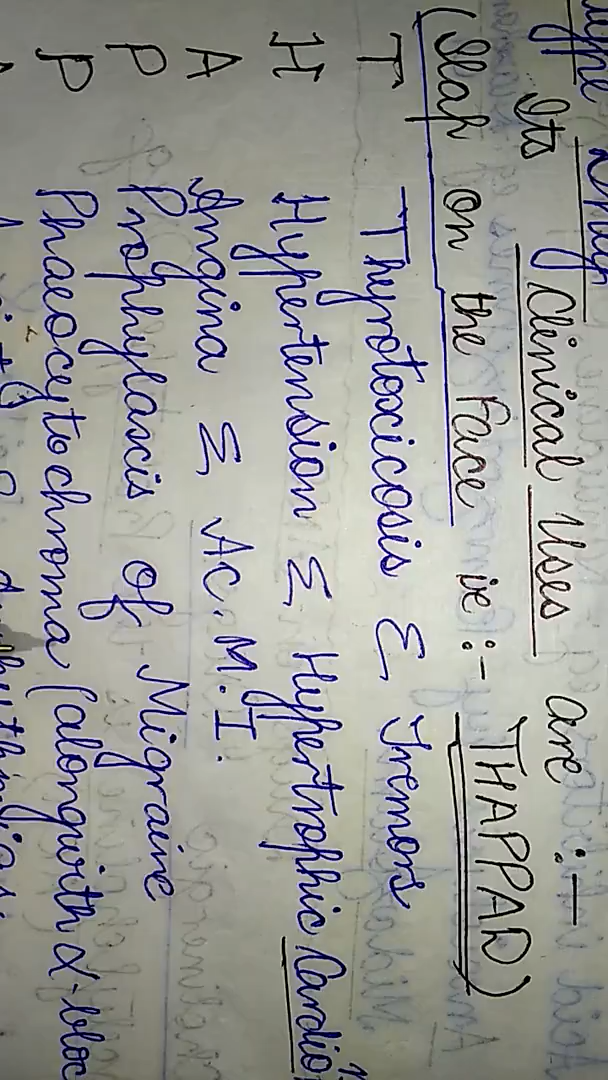 Its Clinical Uses are :-
(Slap on the Face ie :- THAPPAD)
T Thyrotoxicosis & Tremors
H Hypertension & Hypertrophic Cardio
A Angina & Ac. M.I.
P Prophylaxis of Migraine
P Phaeocytochroma (alongwith α-bloc